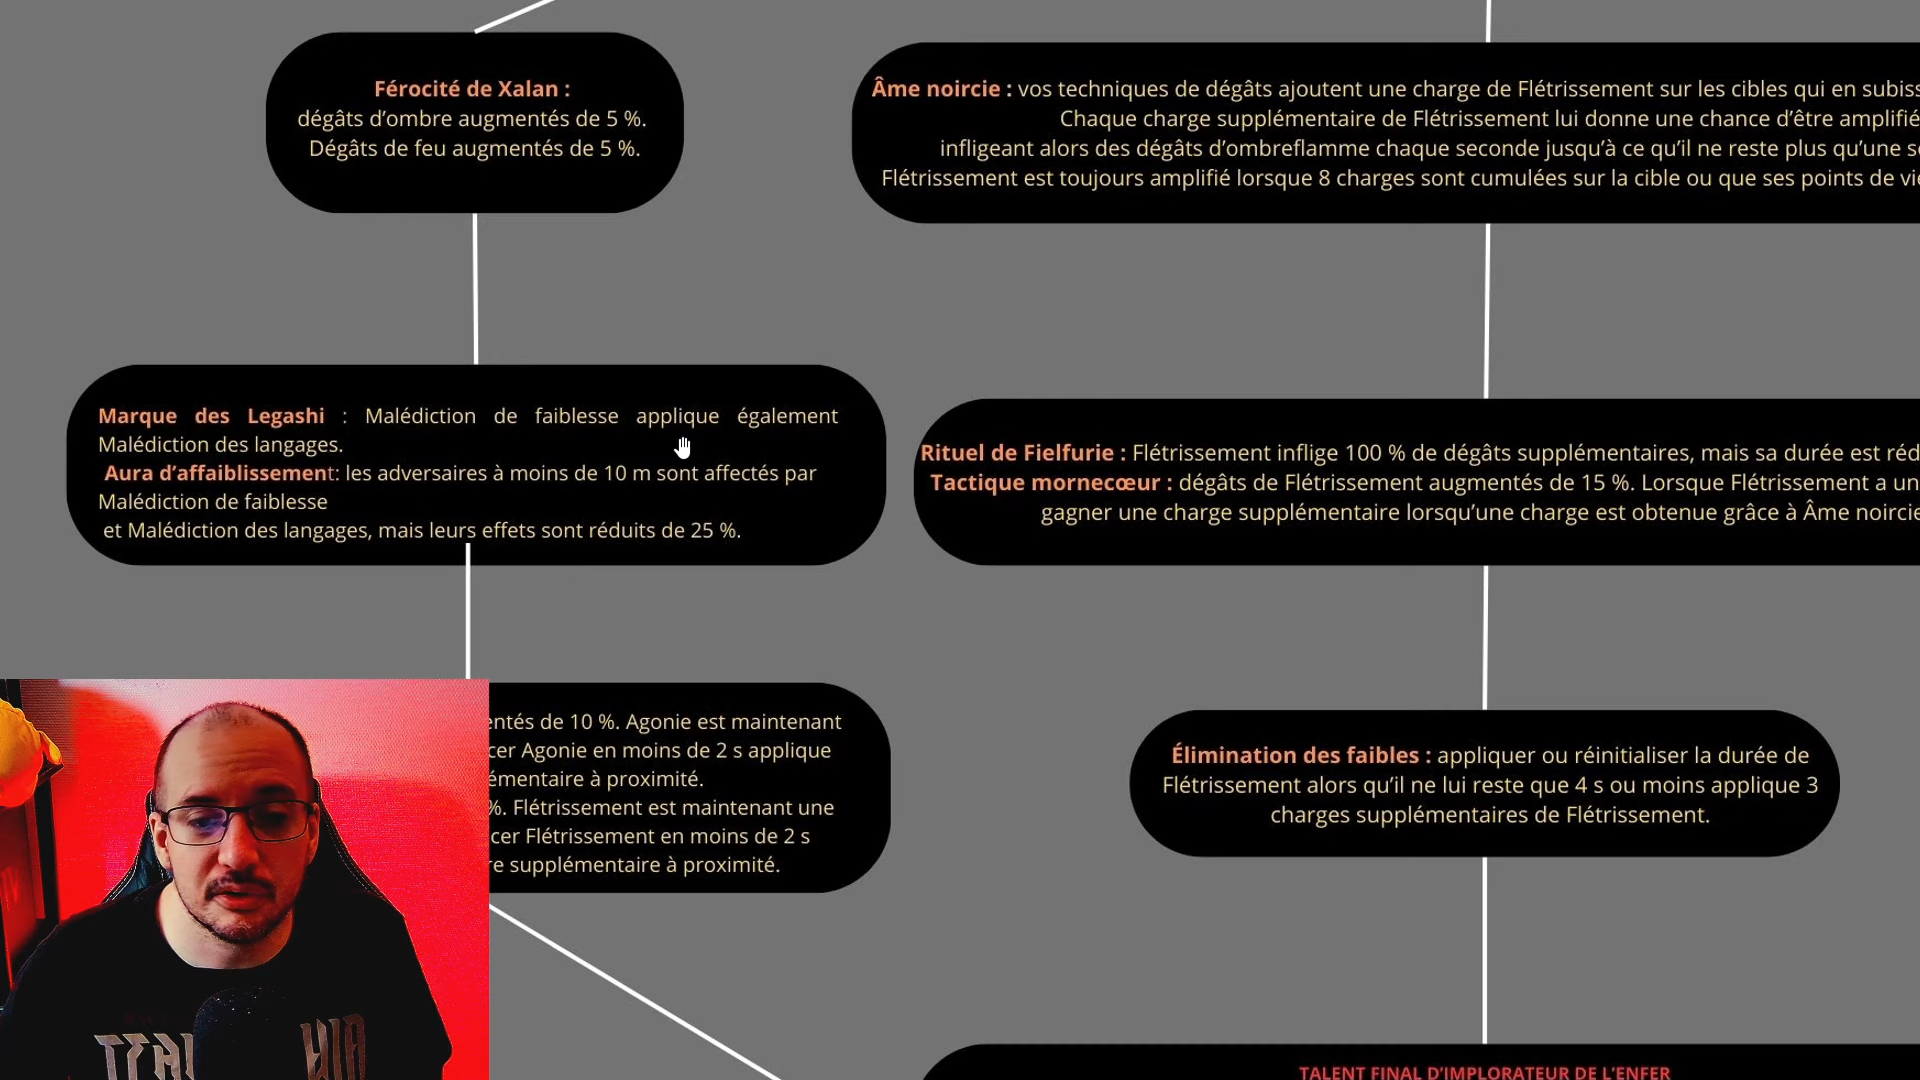 Férocité de Xalan :
dégâts d’ombre augmentés de 5 %.
Dégâts de feu augmentés de 5 %.
Âme noircie : vos techniques de dégâts ajoutent une charge de Flétrissement sur les cibles qui en
Chaque charge supplémentaire de Flétrissement lui donne une chance d’être amplifié
infligeant alors des dégâts d’ombreflamme chaque seconde jusqu’à ce qu’il ne reste plus qu’une
Flétrissement est toujours amplifié lorsque 8 charges sont cumulées sur la cible ou que ses points de
Marque des Legashi : Malédiction de faiblesse applique également
Malédiction des langages.
Aura d’affaiblissement: les adversaires à moins de 10 m sont affectés par
Malédiction de faiblesse
et Malédiction des langages, mais leurs effets sont réduits de 25 %.
Rituel de Fielfurie : Flétrissement inflige 100 % de dégâts supplémentaires, mais sa durée est
Tactique mornecœur : dégâts de Flétrissement augmentés de 15 %. Lorsque Flétrissement a un
gagner une charge supplémentaire lorsqu’une charge est obtenue grâce à Âme noircie
de 10 %. Agonie est maintenant
Agonie en moins de 2 s applique
à proximité.
%. Flétrissement est maintenant une
Flétrissement en moins de 2 s
supplémentaire à proximité.
Élimination des faibles : appliquer ou réinitialiser la durée de
Flétrissement alors qu’il ne lui reste que 4 s ou moins applique 3
charges supplémentaires de Flétrissement.
TALENT FINAL D’IMPLORATEUR DE L’ENFER